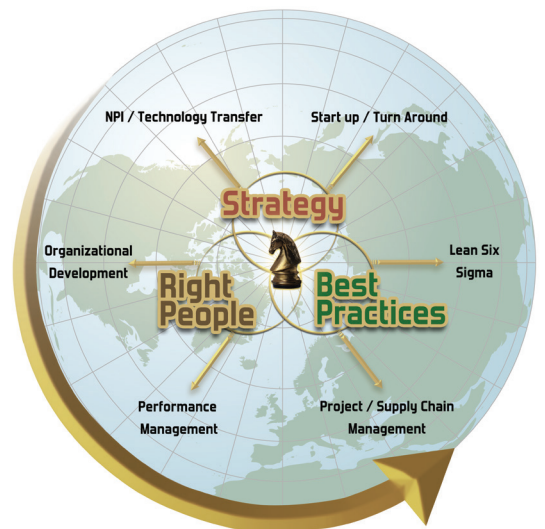 NPI / Technology Transfer
Start up / Turn Around
Strategy
Organizational
Development
Lean Six
Sigma
Right
People
Best
Practices
Performance
Management
Project / Supply Chain
Management